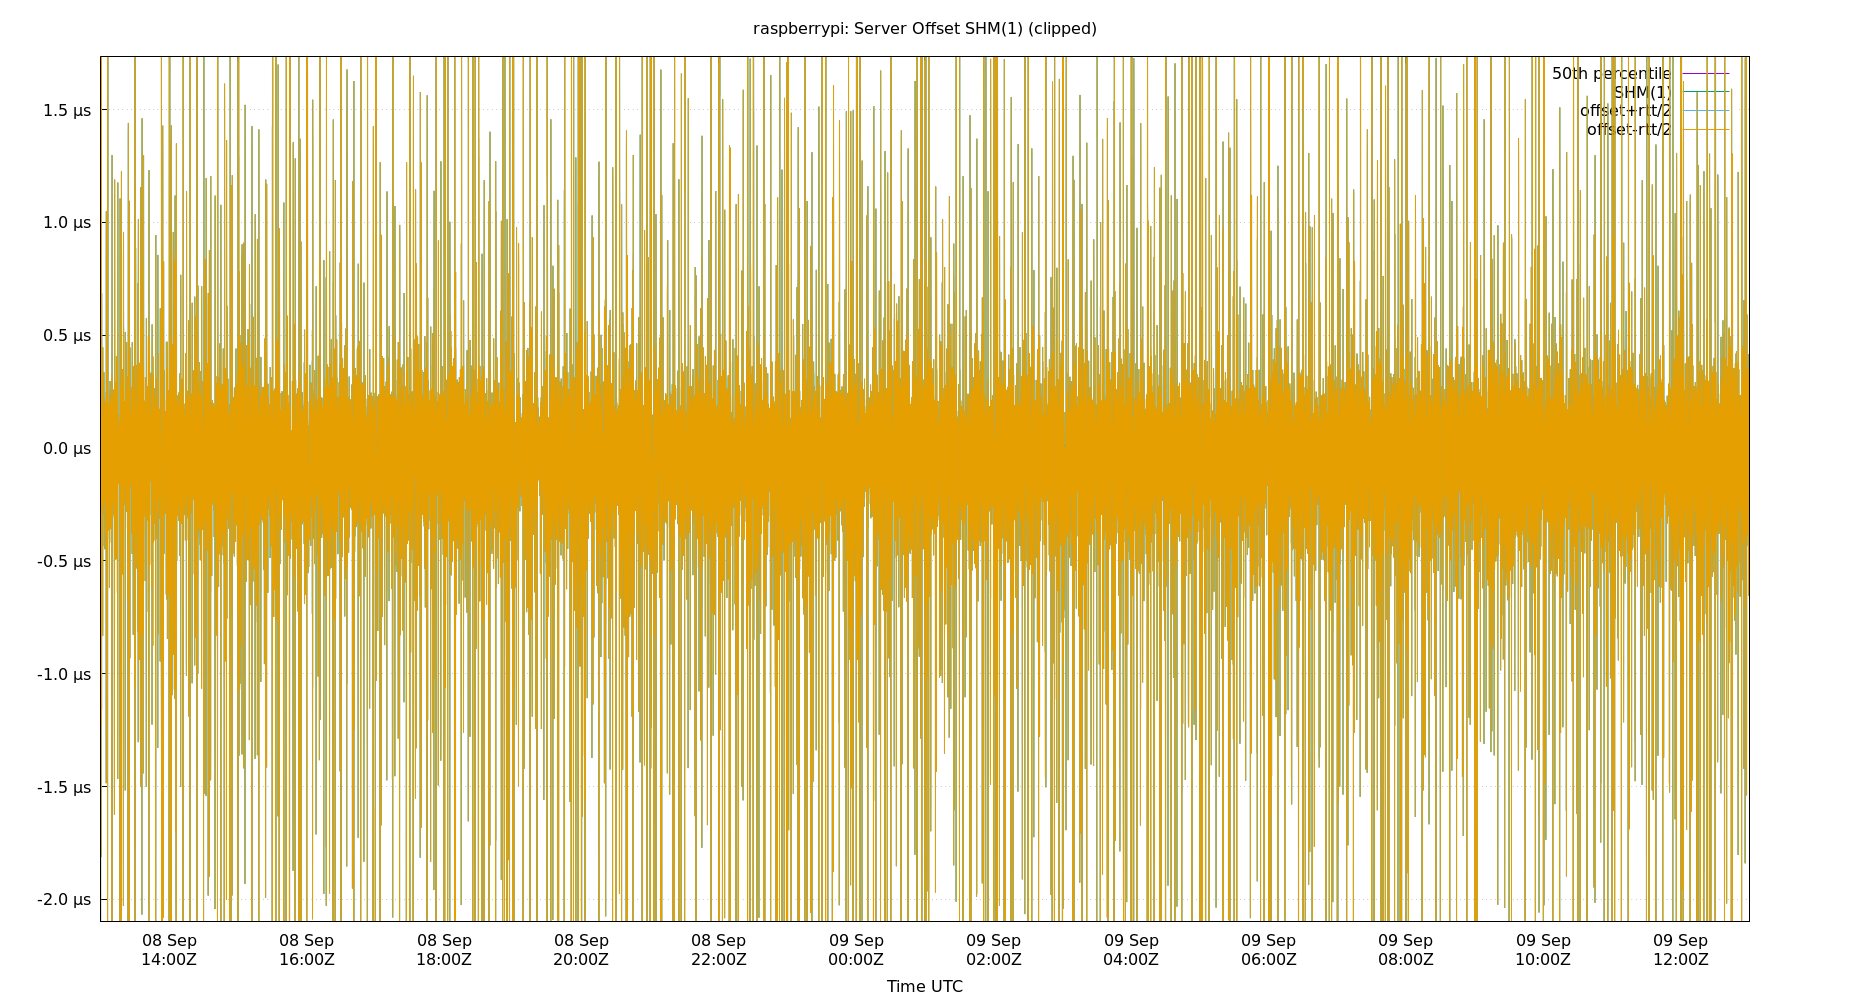 raspberrypi: Server Offset SHM(1) (clipped)
50th percentile
SHM(1)
offset+rtt/2
offset-rtt/2
1.5 µs
1.0 µs
0.5 µs
0.0 µs
-0.5 µs
-1.0 µs
-1.5 µs
-2.0 µs
08 Sep 08 Sep 08 Sep 08 Sep 08 Sep 09 Sep 09 Sep 09 Sep 09 Sep 09 Sep 09 Sep 09 Sep
14:00Z 16:00Z 18:00Z 20:00Z 22:00Z 00:00Z 02:00Z 04:00Z 06:00Z 08:00Z 10:00Z 12:00Z
Time UTC